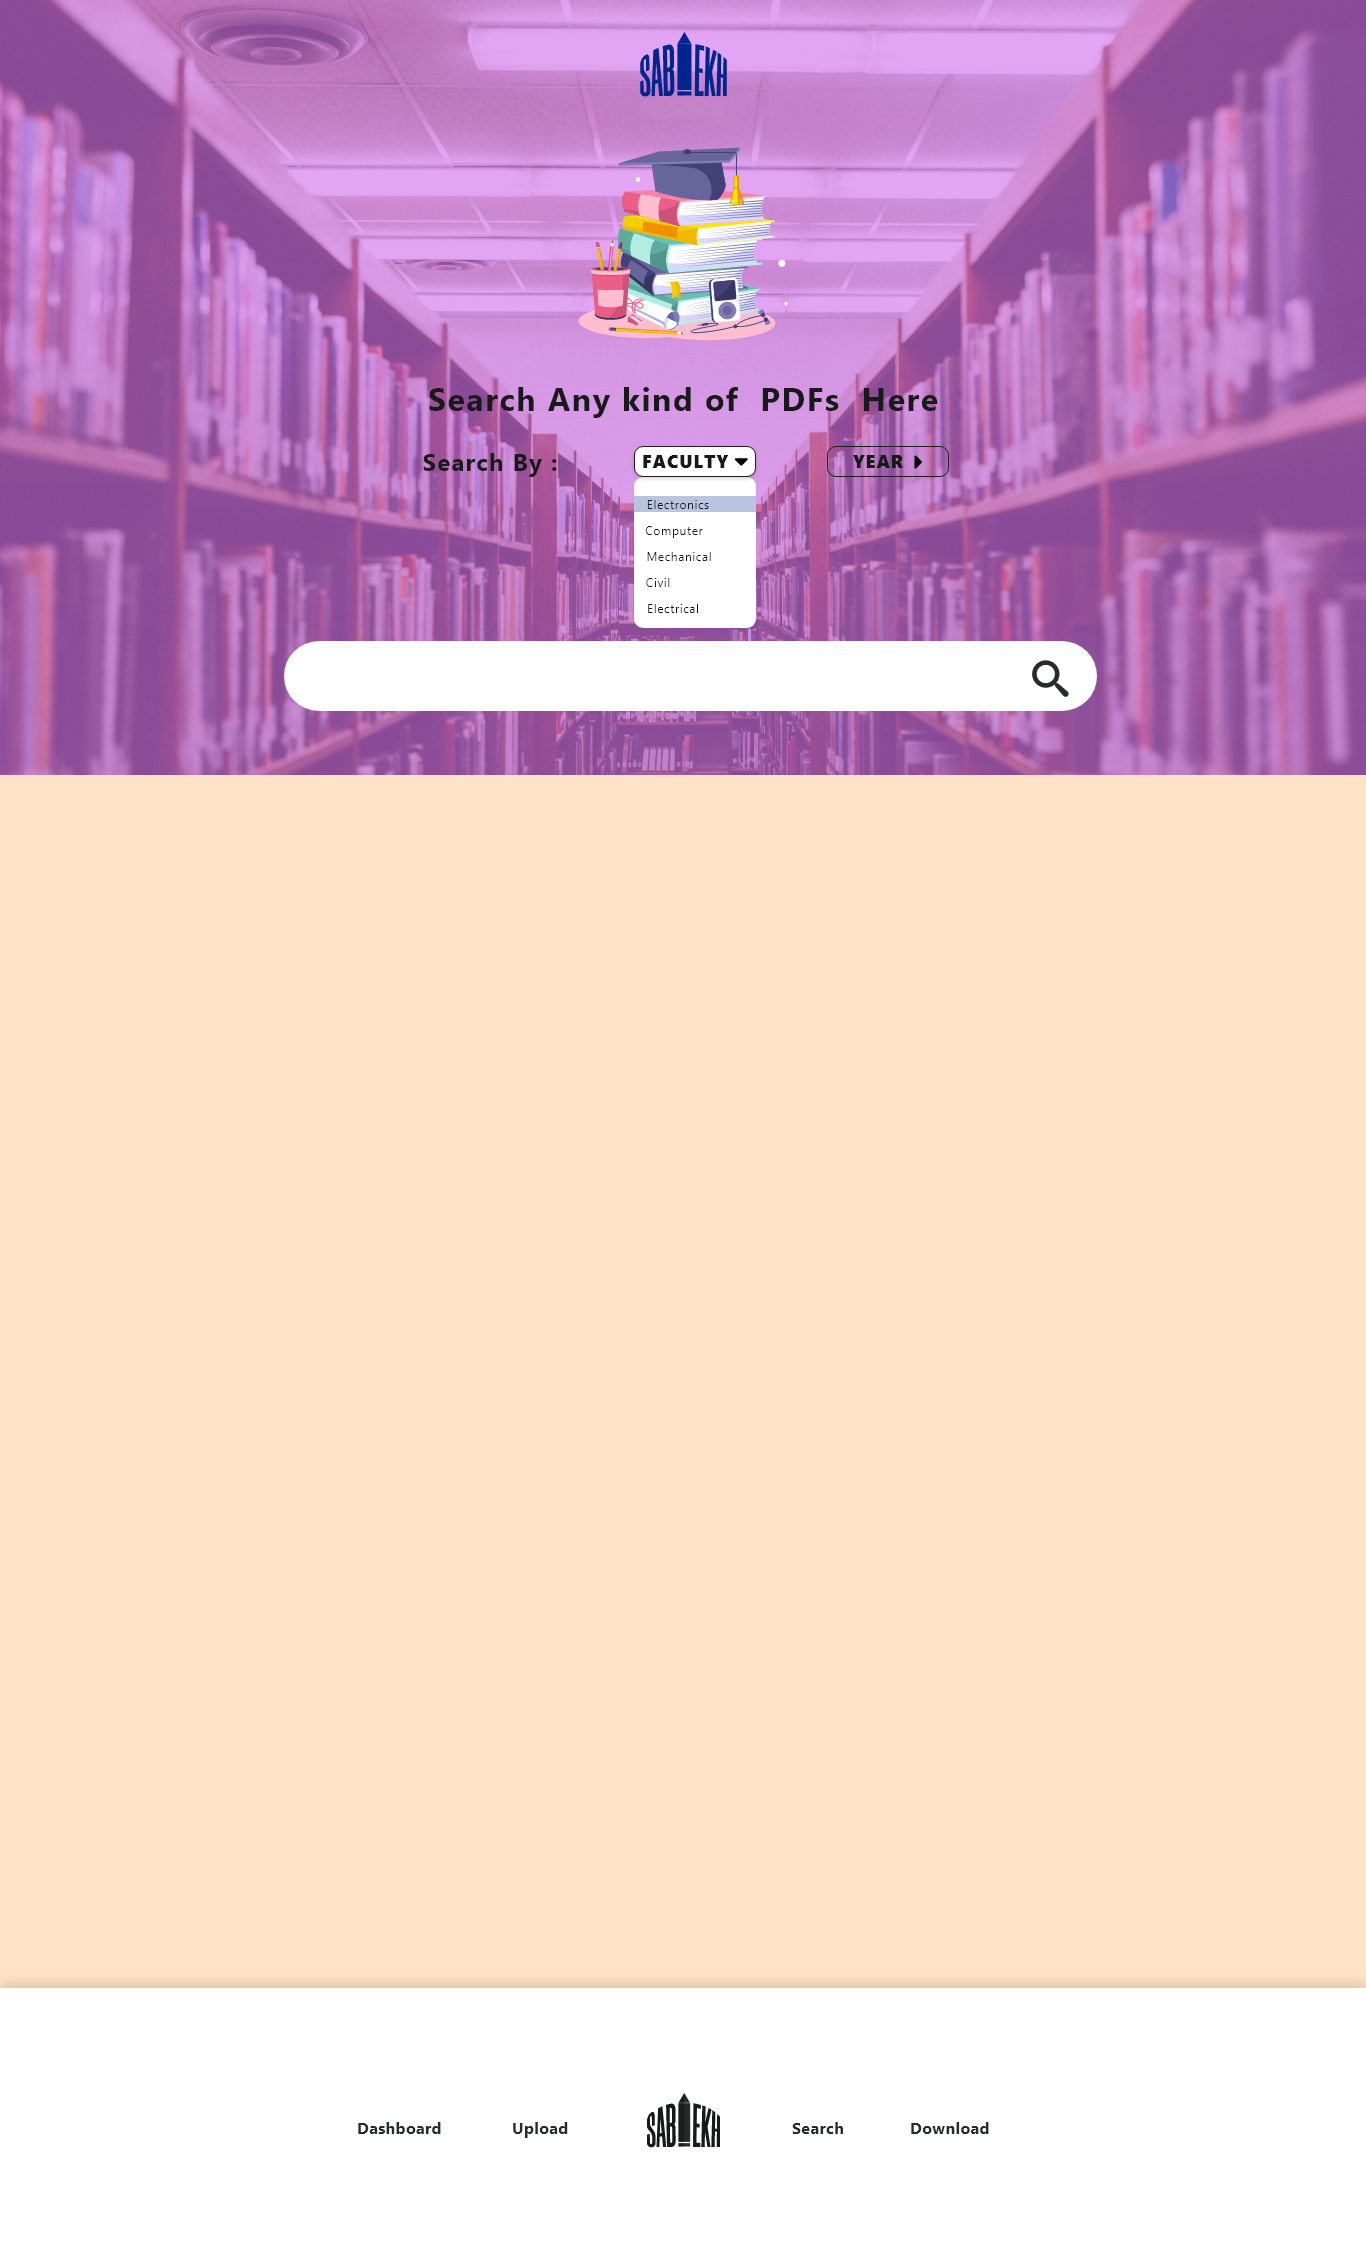 SABLEKH
Search Any kind of PDFs Here
Search By :
FACULTY
YEAR
Electronics
Computer
Mechanical
Civil
Electrical
Dashboard
Upload
SABLEKH
Search
Download